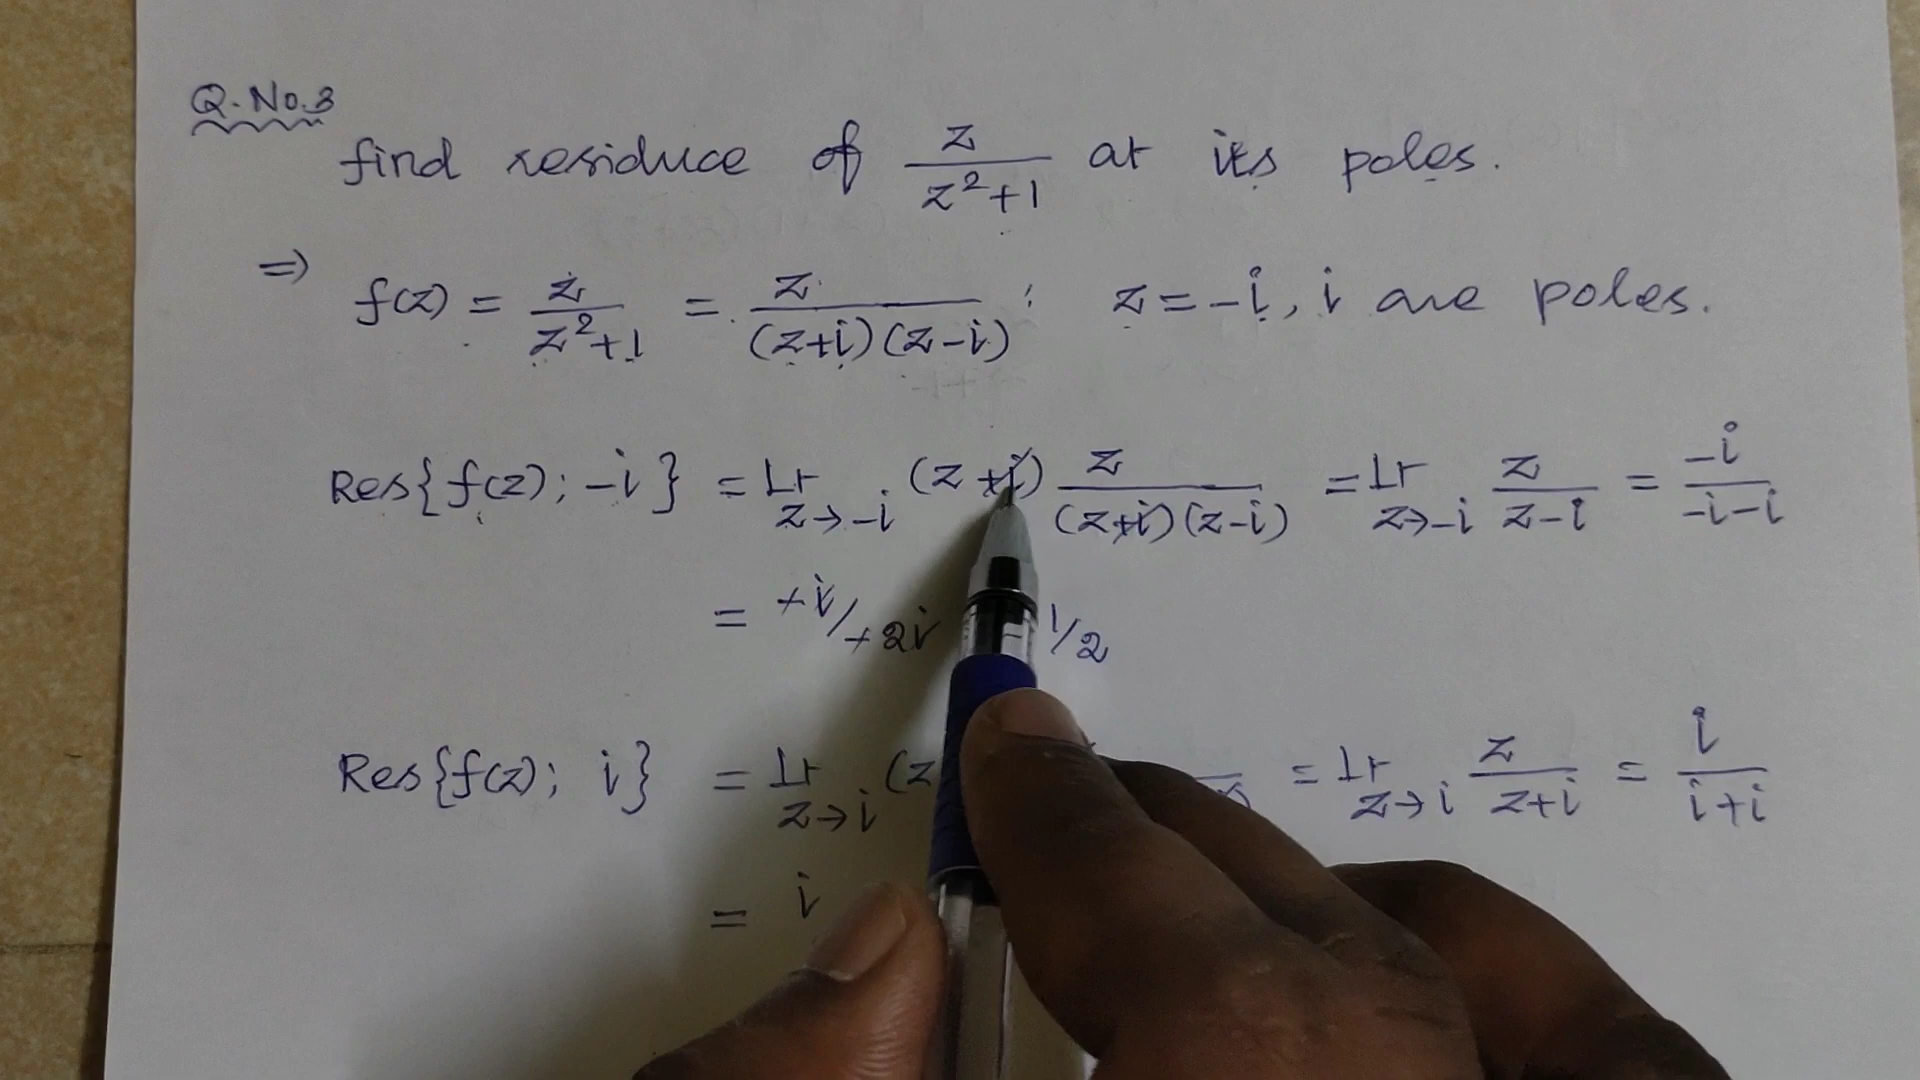 Q.No.3
find residuce of z/(z²+1) at its poles.
⇒ f(z) = z/(z²+1) = z/((z+i)(z-i)) : z = -i, i are poles.
Res{f(z); -i} = Lt z→-i (z+i) z/((z+i)(z-i)) = Lt z→-i z/(z-i) = -i/(-i-i)
= +i/+2i 1/2
Res{f(z); i} = Lt z→i (z = Lt z→i z/(z+i) = i/(i+i)
= i